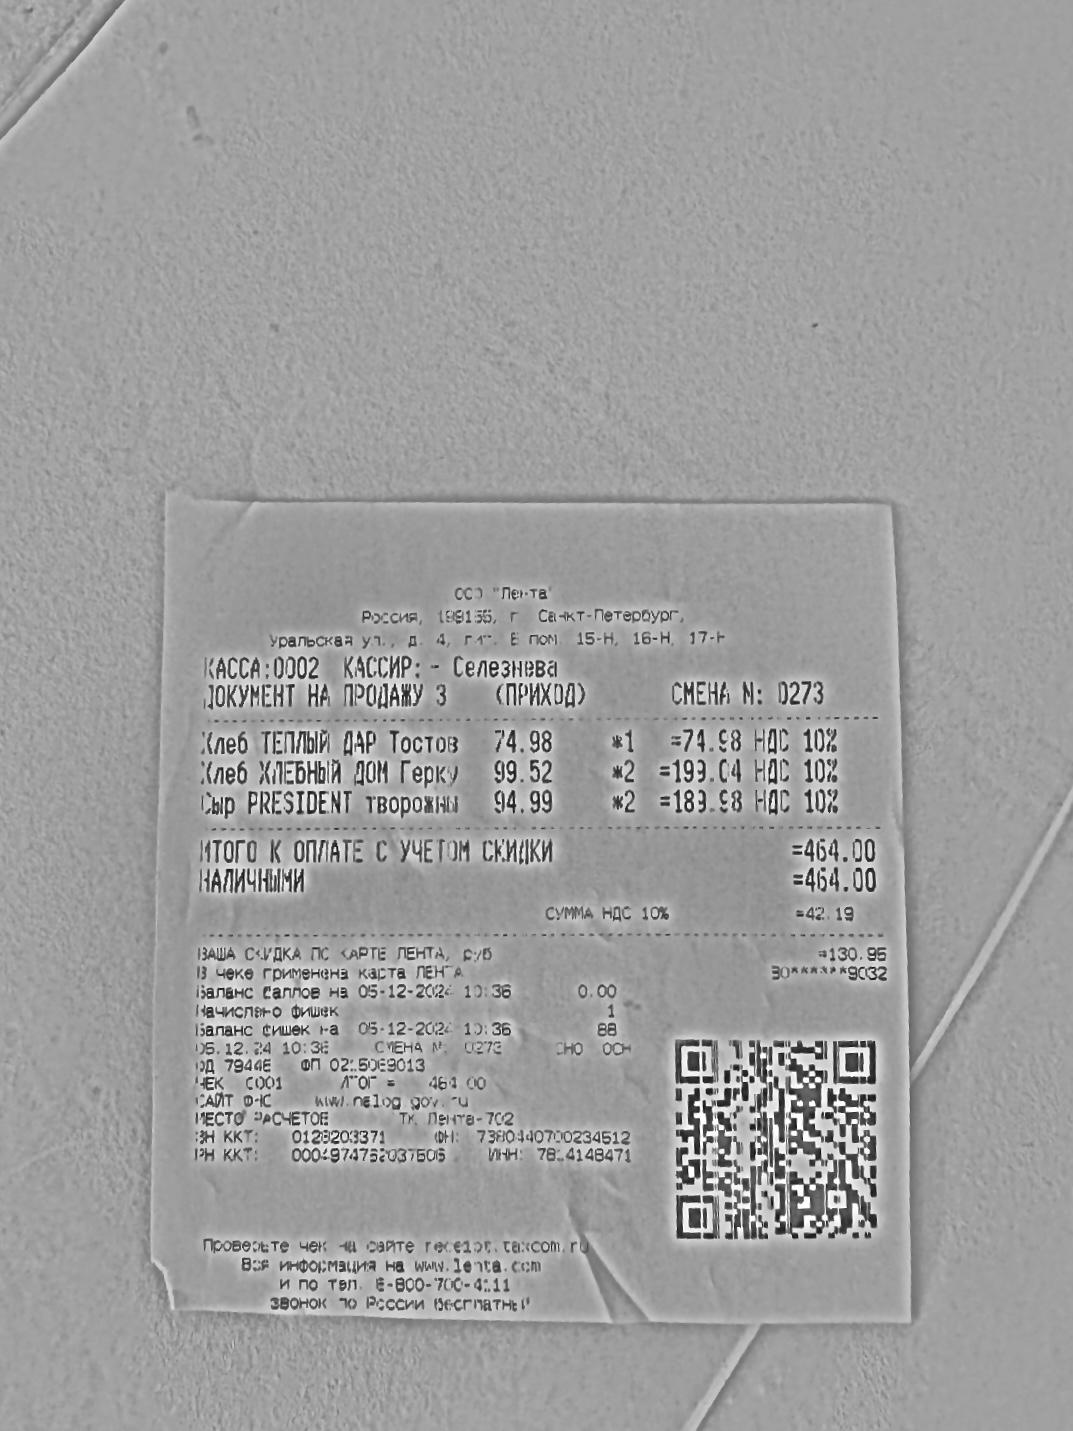 ООО "Лента"
Россия, 199155, г Санкт-Петербург,
Уральская ул., д. 4, лит. Б пом. 15-Н, 16-Н, 17-Н
КАССА:0002 КАССИР: - Селезнева
ДОКУМЕНТ НА ПРОДАЖУ 3 (ПРИХОД) СМЕНА N: 0273
Хлеб ТЕПЛЫЙ ДАР Тостов 74.98 *1 =74.98 НДС 10%
Хлеб ХЛЕБНЫЙ ДОМ Герку 99.52 *2 =199.04 НДС 10%
Сыр PRESIDENT творожны 94.99 *2 =189.98 НДС 10%
ИТОГО К ОПЛАТЕ С УЧЕТОМ СКИДКИ =464.00
НАЛИЧНЫМИ =464.00
СУММА НДС 10% =42.19
ВАША СКИДКА ПО КАРТЕ ЛЕНТА, руб =130.95
В чеке применена карта ЛЕНТА 90******9032
Баланс баллов на 05-12-2024 10:36 0.00
Начислено фишек 1
Баланс фишек на 05-12-2024 10:36 88
05.12.24 10:36 СМЕНА N: 0273 СНО ОСН
ФД 79446 ФП
ЧЕК 0001 ИТОГ = 464.00
САЙТ ФНС www.nalog.gov.ru
МЕСТО РАСЧЕТОВ ТК Лента-702
ЗН ККТ: 0128203371 ФН: 7380440700234512
РН ККТ: ИНН: 7814148471
Проверьте чек на сайте receipt.taxcom.ru
Вся информация на www.lenta.com
и по тел. 8-800-700-4111
звонок по России бесплатный